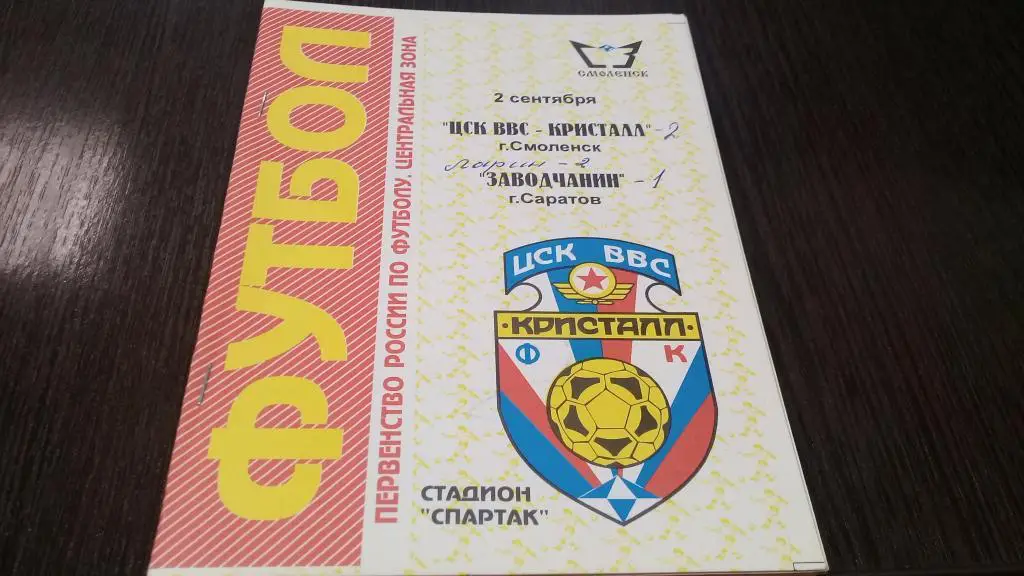 ФУТБОЛ
ПЕРВЕНСТВО РОССИИ ПО ФУТБОЛУ. ЦЕНТРАЛЬНАЯ ЗОНА
СМОЛЕНСК
2 сентября
"ЦСК ВВС - КРИСТАЛЛ" - 2
г.Смоленск
Ларин - 2
"ЗАВОДЧАНИН" - 1
г.Саратов
ЦСК ВВС
·КРИСТАЛЛ·
Ф К
СТАДИОН
"СПАРТАК"